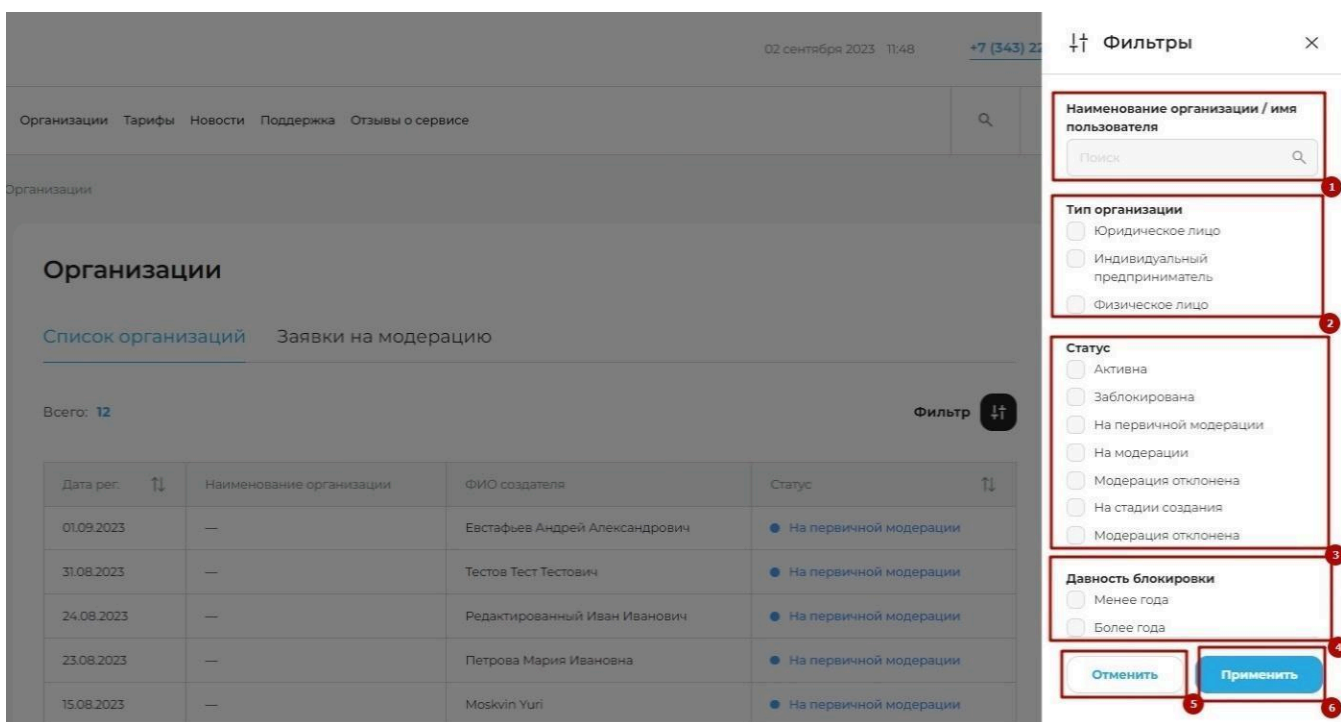 02 сентября 2023 11:48 +7 (343) 22
Фильтры
Организации Тарифы Новости Поддержка Отзывы о сервисе
Организации
Организации
Список организаций Заявки на модерацию
Всего: 12 Фильтр
Дата рег. Наименование организации ФИО создателя Статус
01.09.2023 — Евстафьев Андрей Александрович На первичной модерации
31.08.2023 — Тестов Тест Тестович На первичной модерации
24.08.2023 — Редактированный Иван Иванович На первичной модерации
23.08.2023 — Петрова Мария Ивановна На первичной модерации
15.08.2023 — Moskvin Yuri На первичной модерации
Наименование организации / имя
пользователя
Поиск
1
Тип организации
Юридическое лицо
Индивидуальный
предприниматель
Физическое лицо
2
Статус
Активна
Заблокирована
На первичной модерации
На модерации
Модерация отклонена
На стадии создания
Модерация отклонена
3
Давность блокировки
Менее года
Более года
4
Отменить Применить
5 6